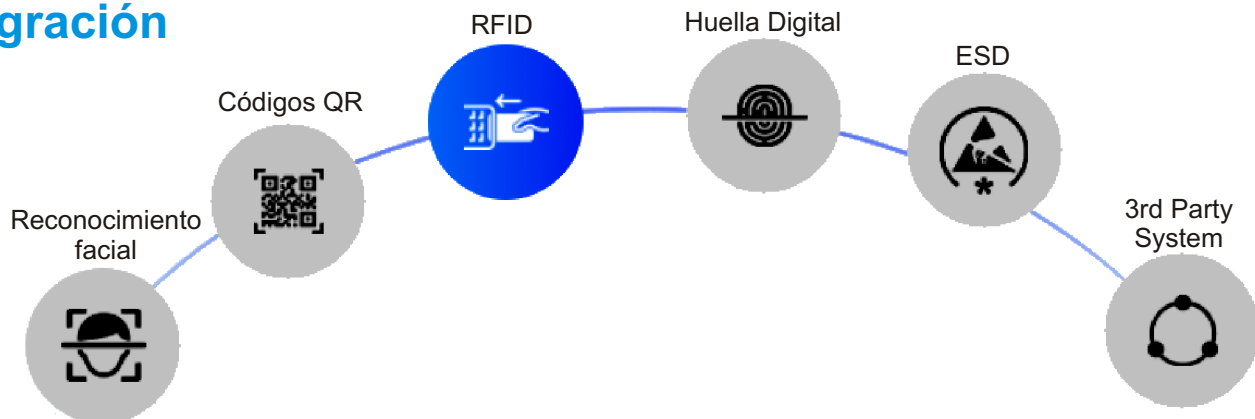 gración
RFID
Huella Digital
ESD
Códigos QR
Reconocimiento
facial
3rd Party
System